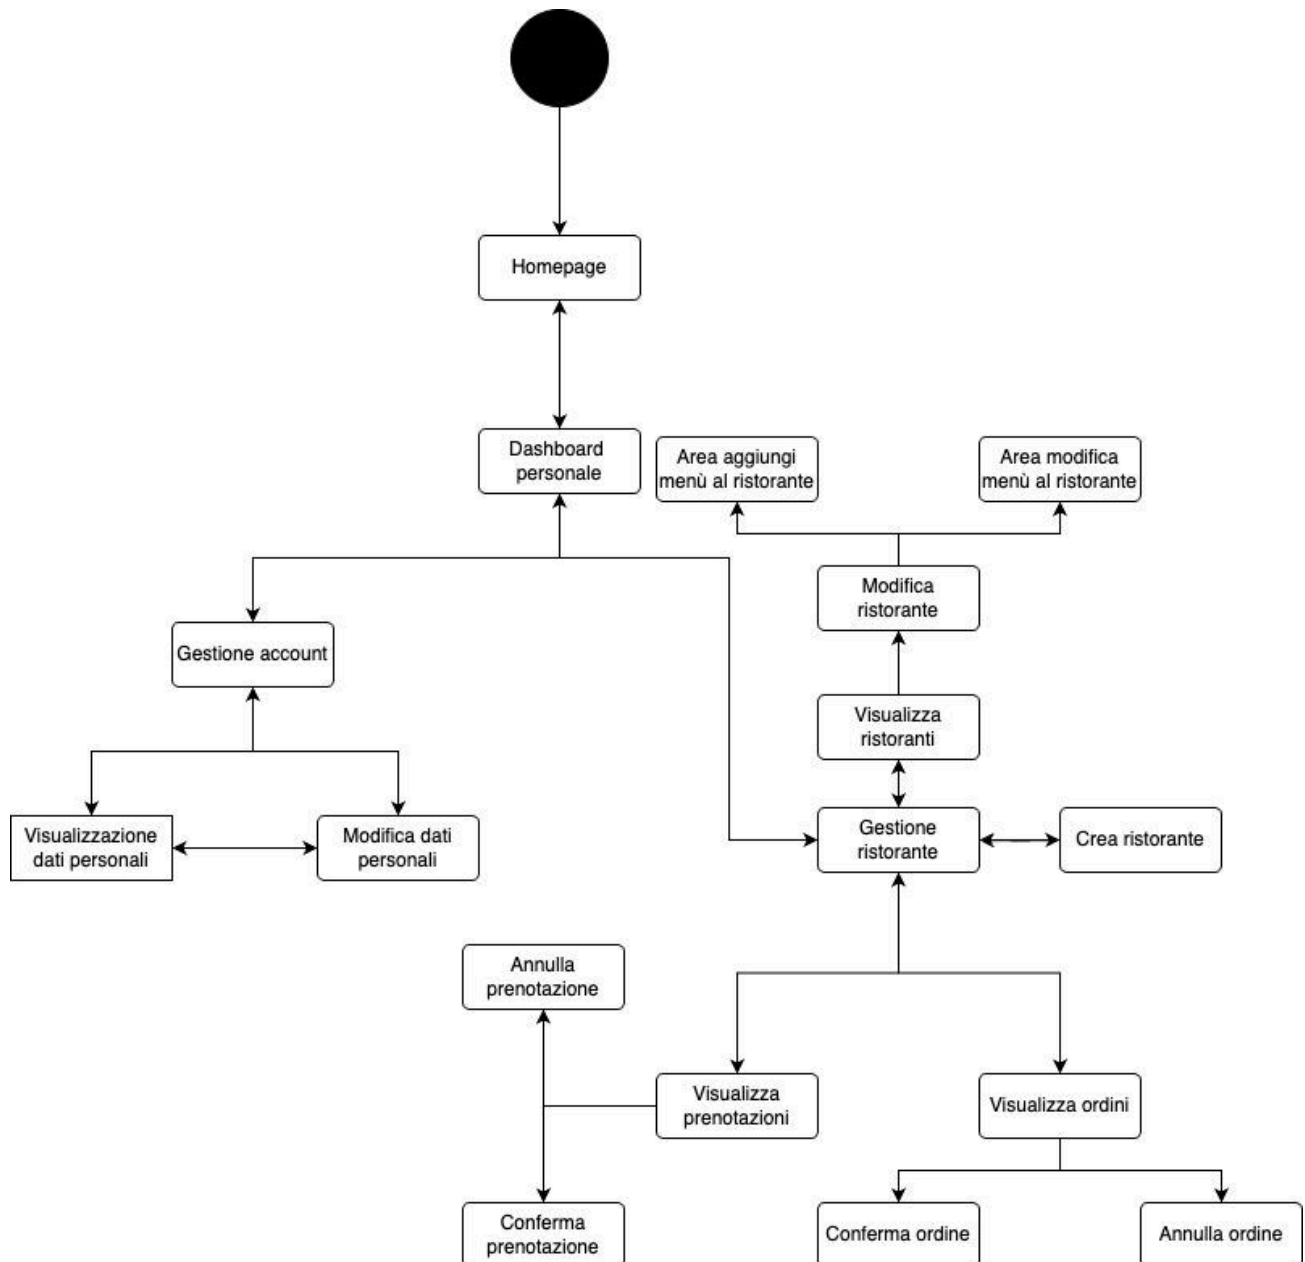 Homepage
Dashboard
personale
Area aggiungi
menù al ristorante
Area modifica
menù al ristorante
Modifica
ristorante
Gestione account
Visualizza
ristoranti
Visualizzazione
dati personali
Modifica dati
personali
Gestione
ristorante
Crea ristorante
Annulla
prenotazione
Visualizza
prenotazioni
Visualizza ordini
Conferma
prenotazione
Conferma ordine
Annulla ordine